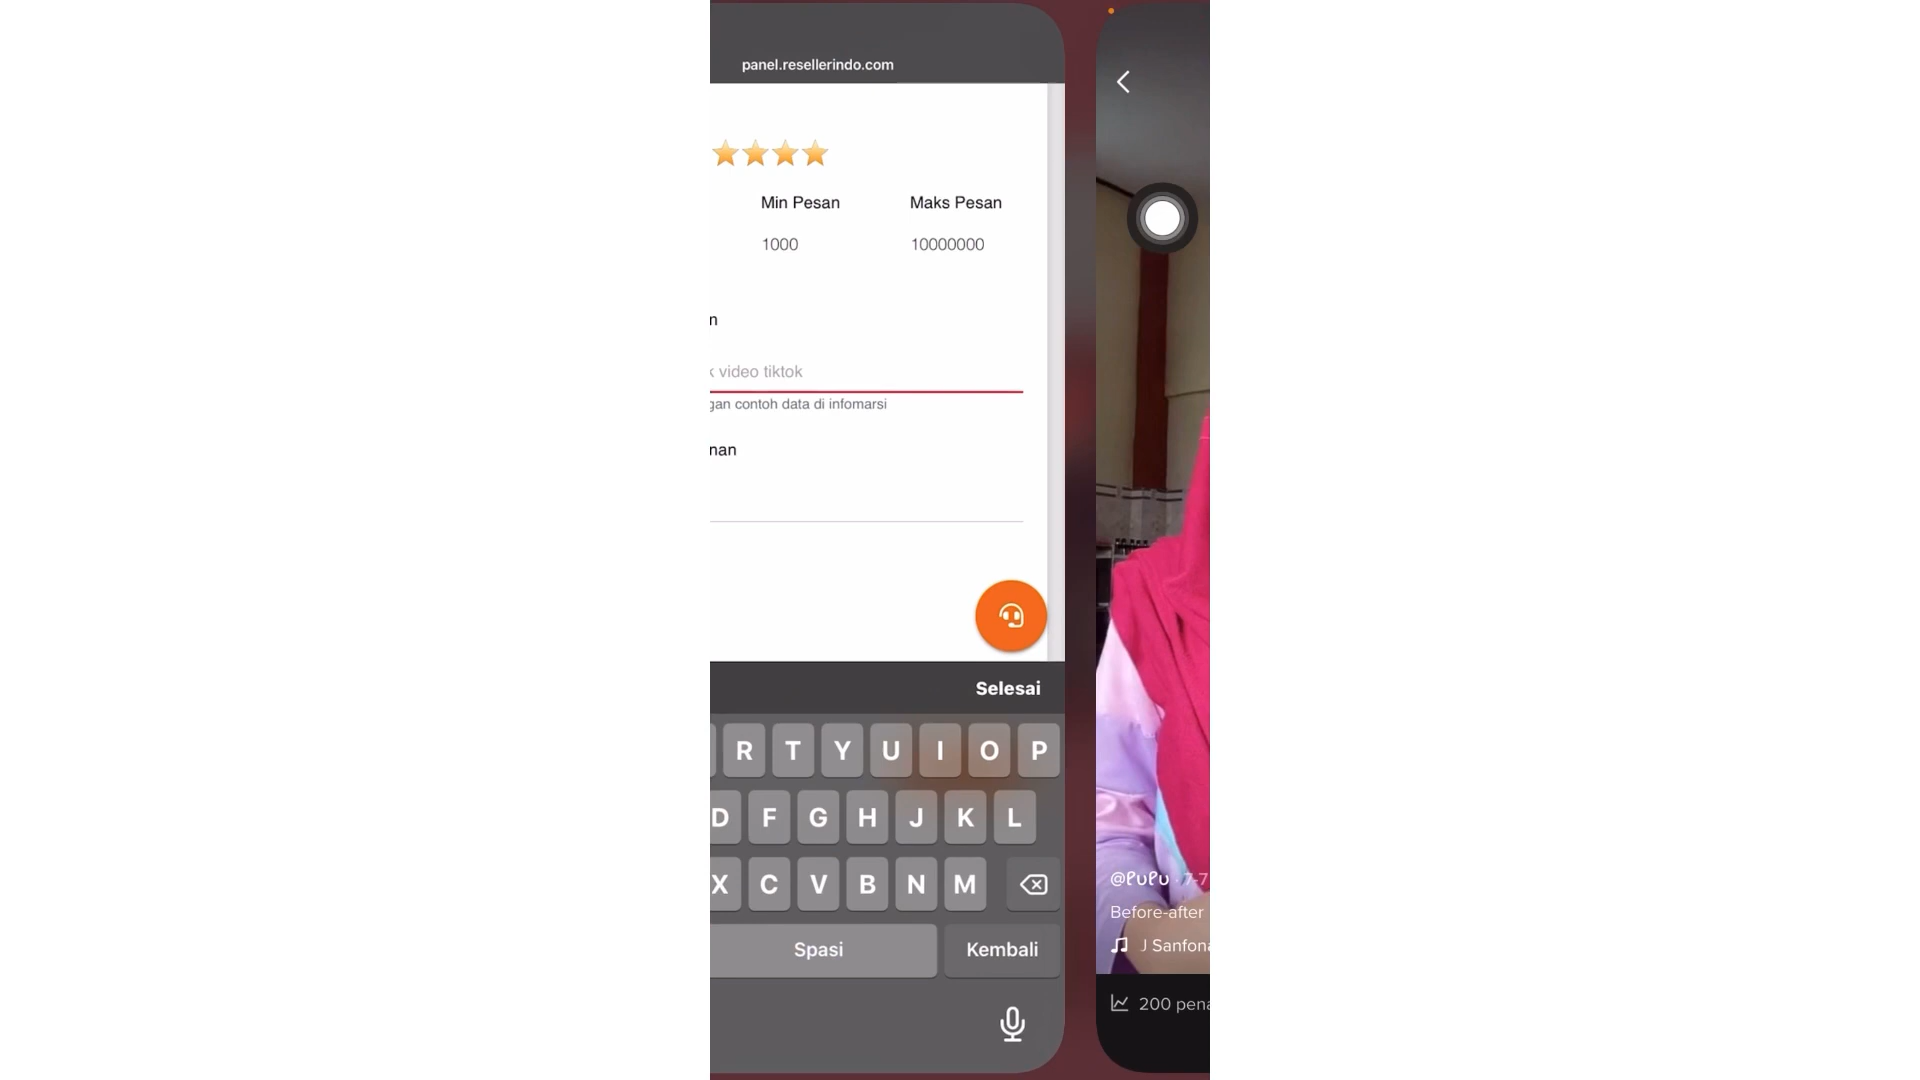 panel.resellerindo.com
Min Pesan
Maks Pesan
1000
10000000
n
k video tiktok
gan contoh data di infomarsi
nan
Selesai
R T Y U I O P
D F G H J K L
X C V B N M
Spasi
Kembali
@PuPu · 7-7
Before-after
J Sanfona
200 pena